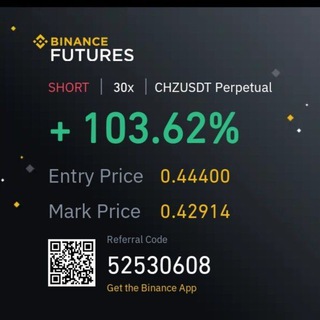 BINANCE
FUTURES
SHORT | 30x | CHZUSDT Perpetual
+ 103.62%
Entry Price 0.44400
Mark Price 0.42914
Referral Code
52530608
Get the Binance App